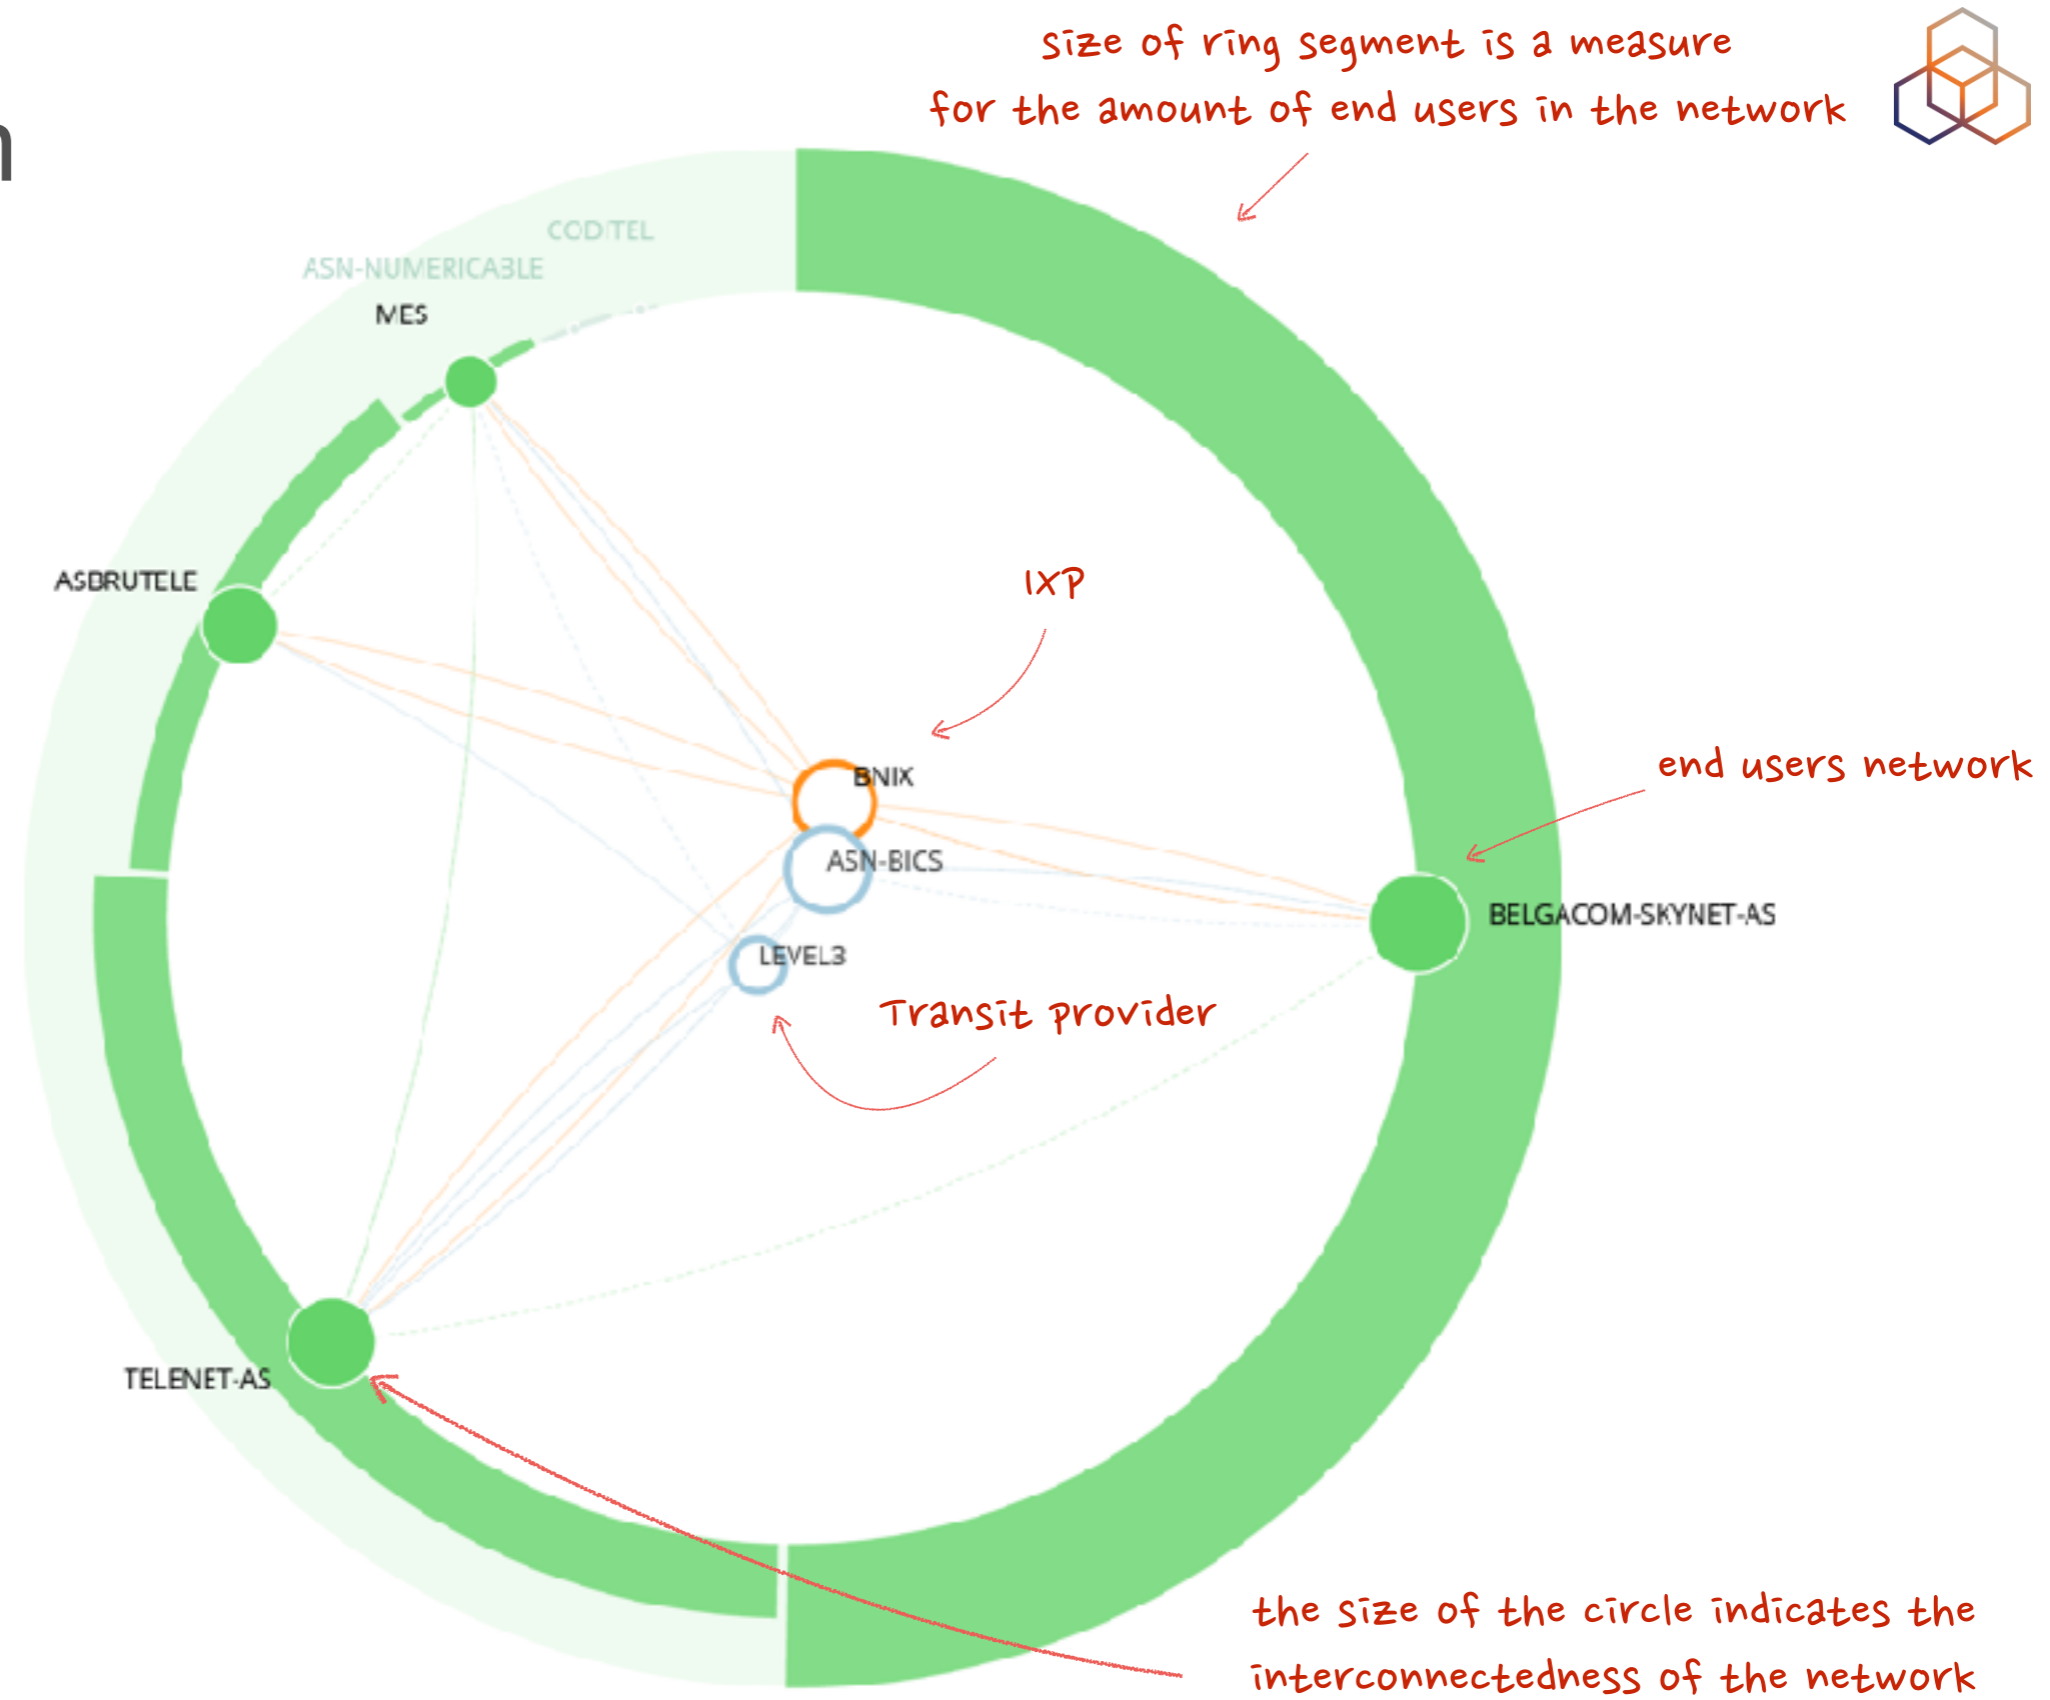 n
size of ring segment is a measure
for the amount of end users in the network
CODITEL
ASN-NUMERICABLE
MES
ASBRUTELE
IXP
BNIX
end users network
ASN-BICS
BELGACOM-SKYNET-AS
LEVEL3
Transit provider
TELENET-AS
the size of the circle indicates the
interconnectedness of the network